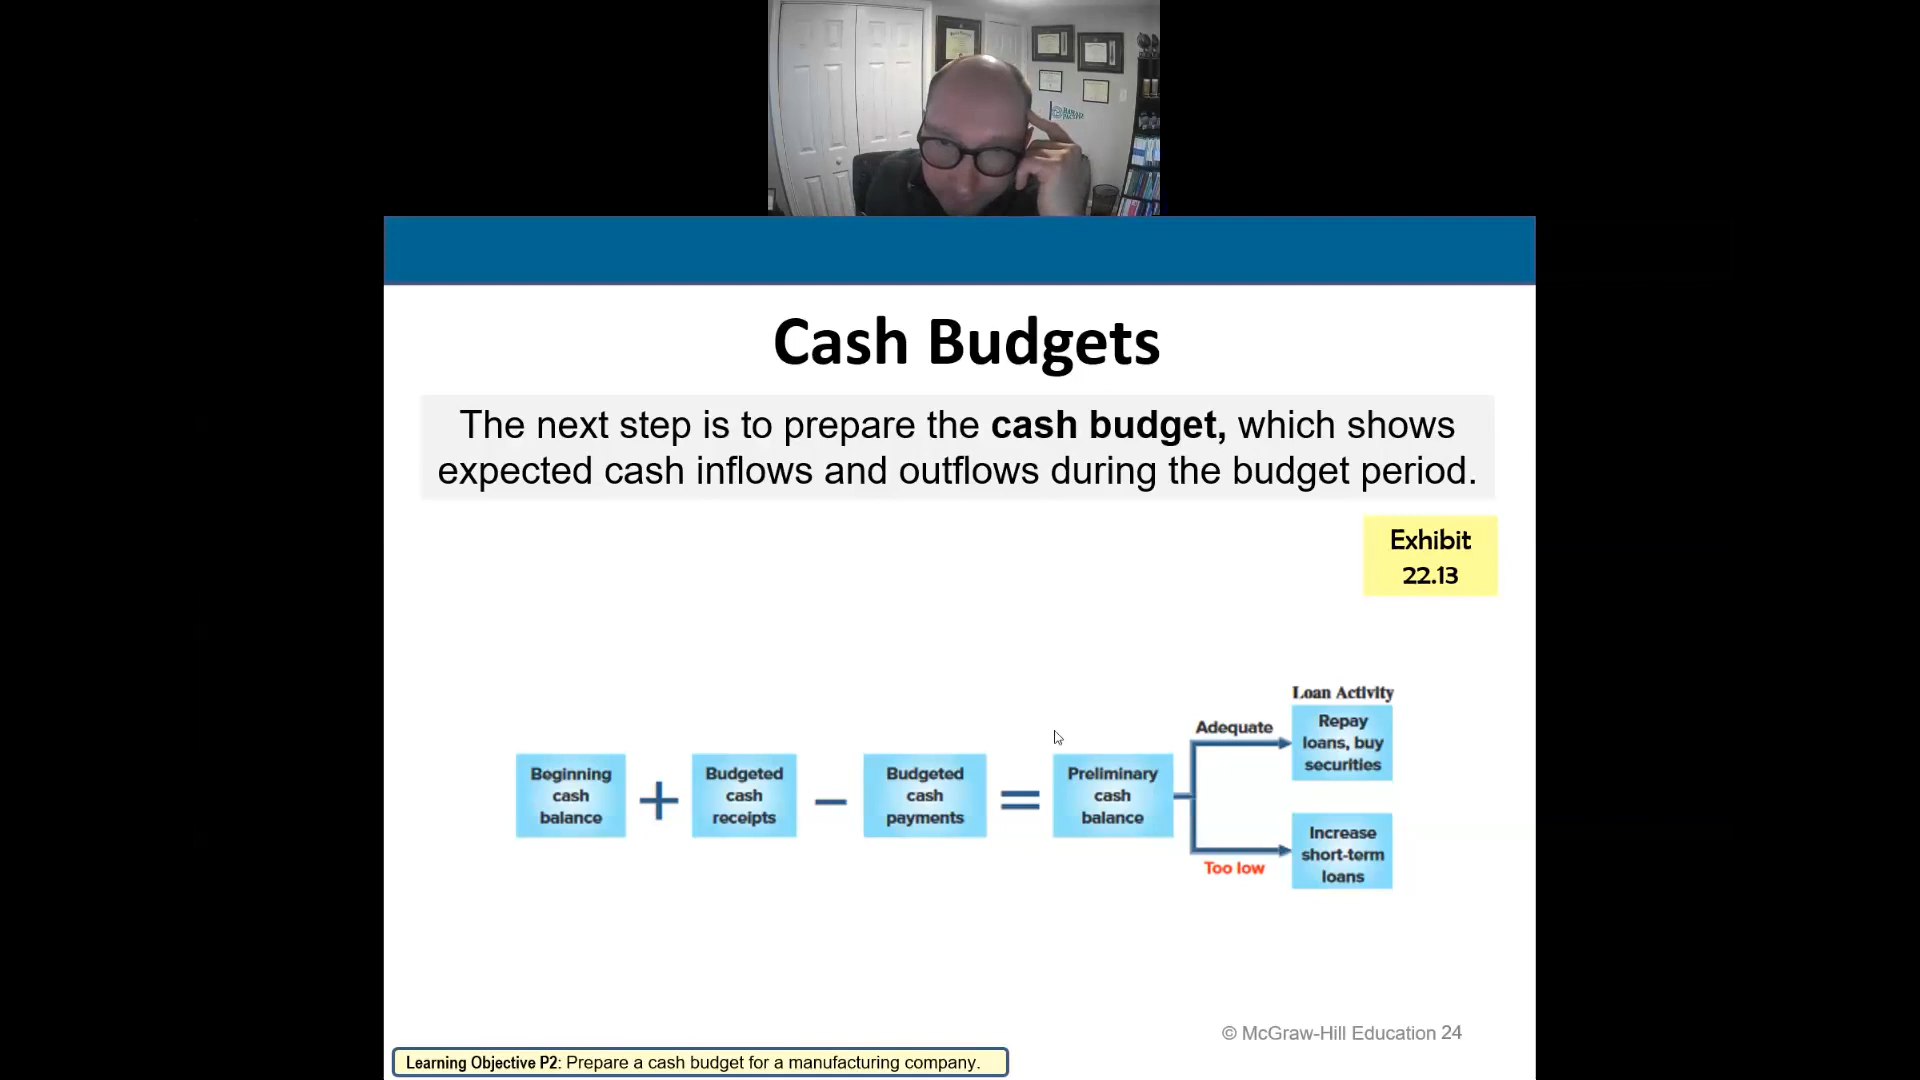 HAWAI'I
PACIFIC
Cash Budgets
The next step is to prepare the cash budget, which shows
expected cash inflows and outflows during the budget period.
Exhibit
22.13
Loan Activity
Adequate
Repay
loans, buy
securities
Beginning
cash
balance
+
Budgeted
cash
receipts
–
Budgeted
cash
payments
=
Preliminary
cash
balance
Too low
Increase
short-term
loans
© McGraw-Hill Education 24
Learning Objective P2: Prepare a cash budget for a manufacturing company.